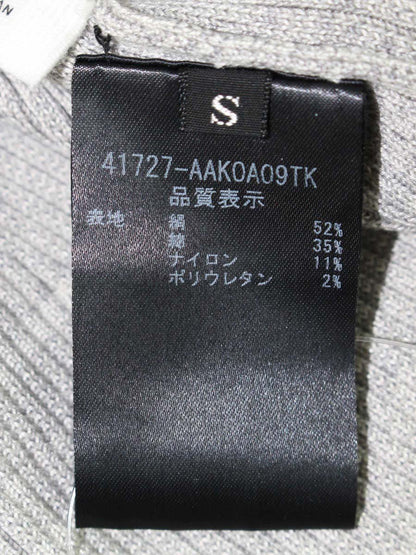 S
41727-AAKOA09TK
品質表示
表地 絹 52%
綿 35%
ナイロン 11%
ポリウレタン 2%